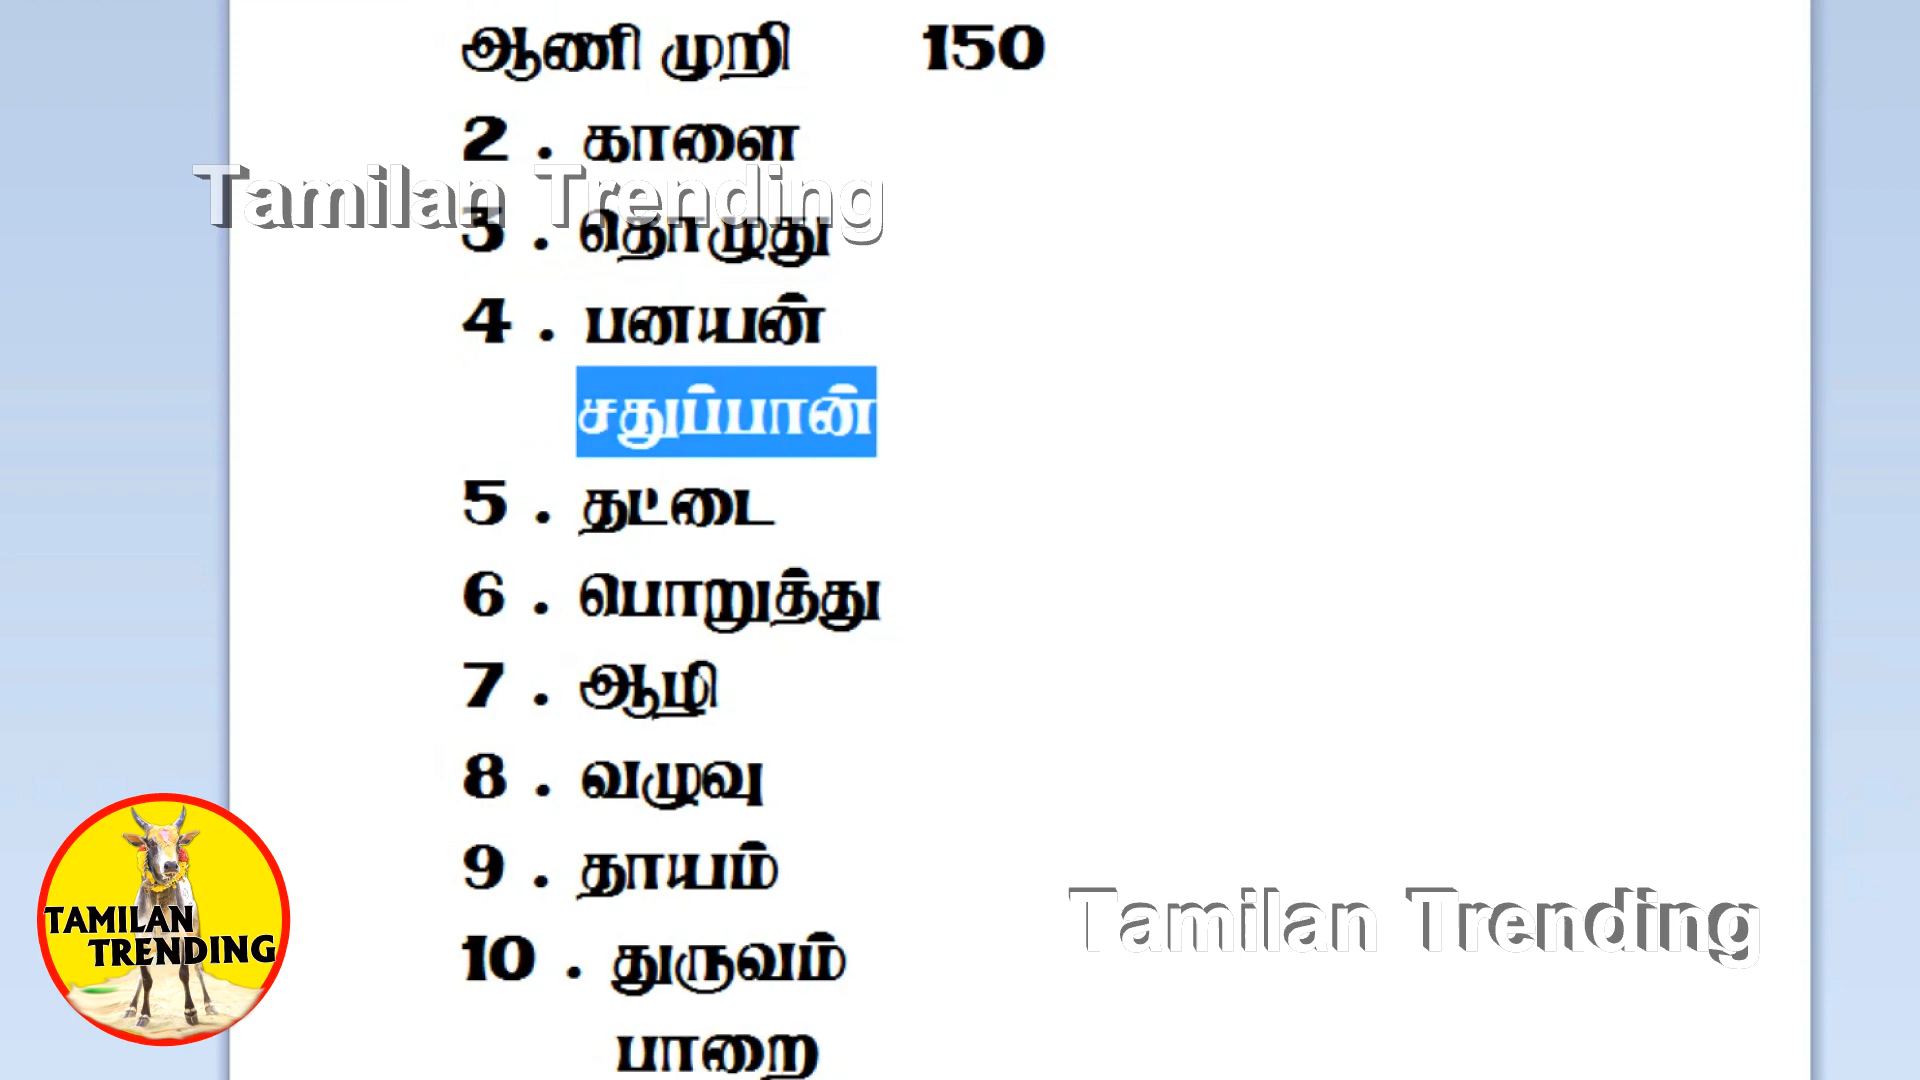 ஆணி முறி 150
2 . காளை
Tamilan Trending
3 . தொழுது
4 . பனயன்
சதுப்பான்
5 . தட்டை
6 . பொறுத்து
7 . ஆழி
8 . வழுவு
9 . தாயம்
TAMILAN
TRENDING
Tamilan Trending
10 . துருவம்
பாறை